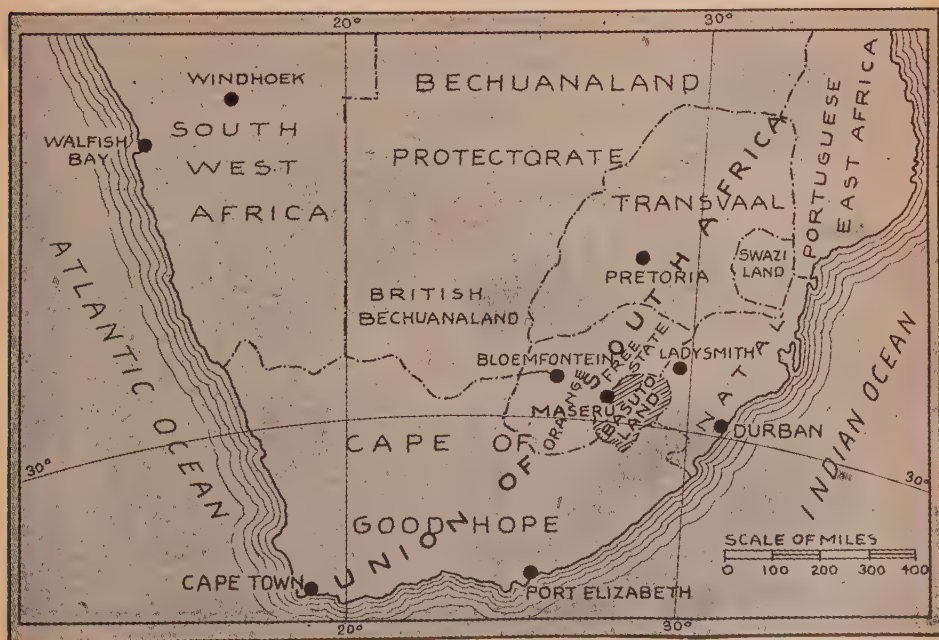 20°
30°
WINDHOEK
BECHUANALAND
PORTUGUESE
EAST AFRICA
SOUTH
WALFISH
BAY
PROTECTORATE
WEST
AFRICA
TRANSVAAL
SWAZI
LAND
PRETORIA
ATLANTIC OCEAN
BRITISH
BECHUANALAND
BLOEMFONTEIN
ORANGE FREE
STATE
LADYSMITH
NATAL
MASERU
BASUTO
LAND
DURBAN
INDIAN OCEAN
CAPE OF
GOOD HOPE
UNION OF SOUTH AFRICA
30°
30°
SCALE OF MILES
0 100 200 300 400
CAPE TOWN
PORT ELIZABETH
20°
30°